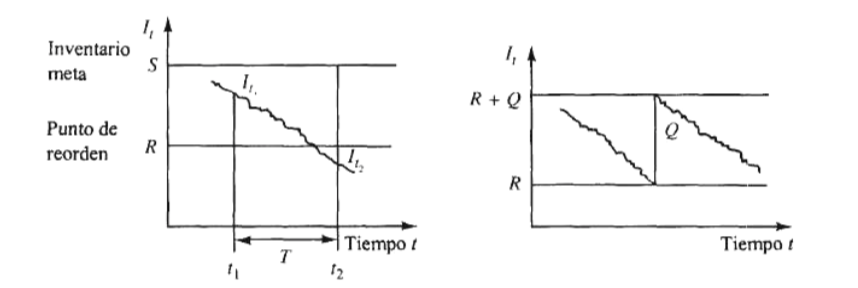 I_t
Inventario
meta
S
I_{t_1}
Punto de
reorden
R
I_{t_2}
Tiempo t
T
t_1
t_2
I_t
R + Q
Q
R
Tiempo t